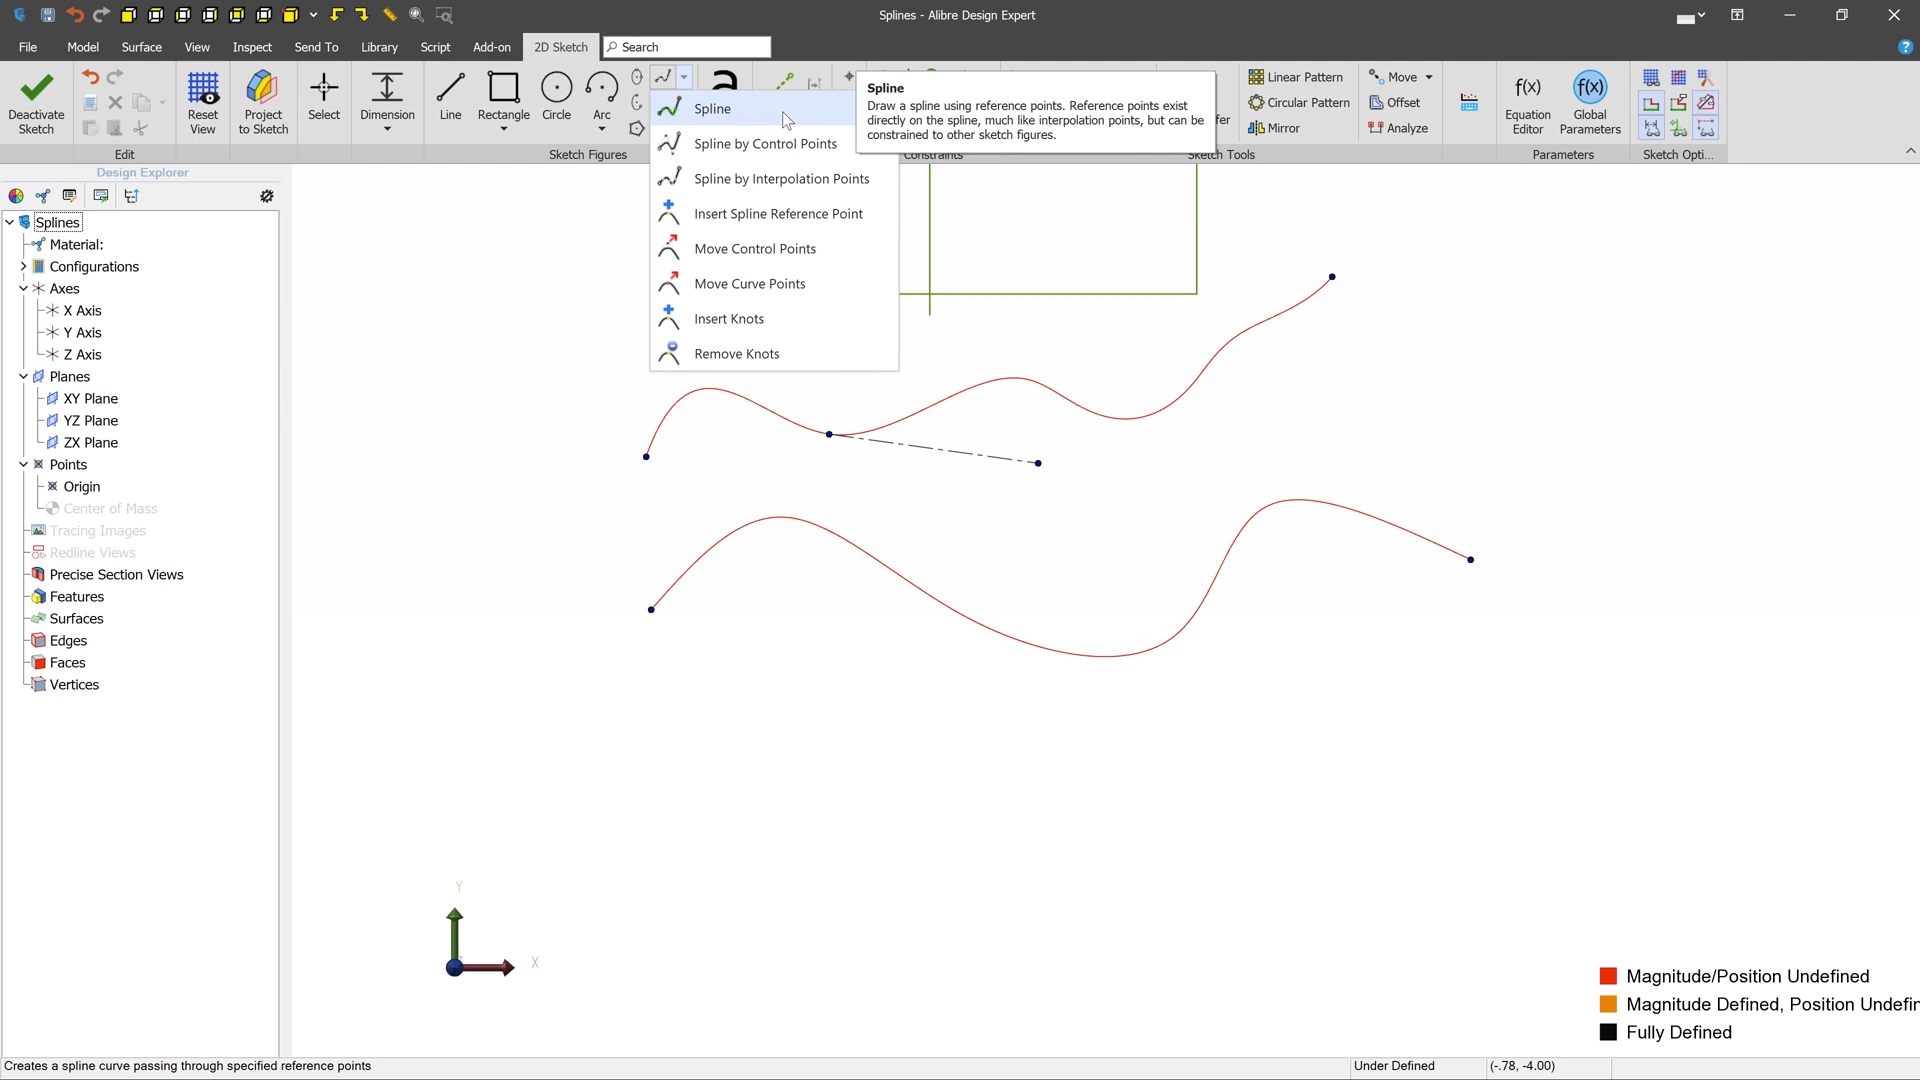 Splines - Alibre Design Expert
File
Model
Surface
View
Inspect
Send To
Library
Script
Add-on
2D Sketch
Search
Deactivate
Sketch
Edit
Reset
View
Project
to Sketch
Select
Dimension
Line
Rectangle
Circle
Arc
Sketch Figures
a
Spline
Draw a spline using reference points. Reference points exist
directly on the spline, much like interpolation points, but can be
constrained to other sketch figures.
Constraints
Linear Pattern
Circular Pattern
Mirror
Move
Offset
Analyze
Sketch Tools
f(x)
Equation
Editor
f(x)
Global
Parameters
Parameters
Sketch Opti...
Spline
Spline by Control Points
Spline by Interpolation Points
Insert Spline Reference Point
Move Control Points
Move Curve Points
Insert Knots
Remove Knots
Design Explorer
Splines
Material:
Configurations
Axes
X Axis
Y Axis
Z Axis
Planes
XY Plane
YZ Plane
ZX Plane
Points
Origin
Center of Mass
Tracing Images
Redline Views
Precise Section Views
Features
Surfaces
Edges
Faces
Vertices
Y
X
Magnitude/Position Undefined
Magnitude Defined, Position Undefin
Fully Defined
Creates a spline curve passing through specified reference points
Under Defined
(-.78, -4.00)